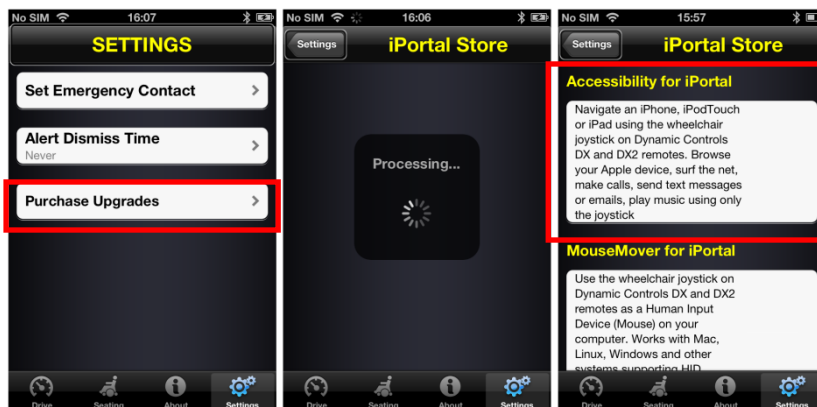 No SIM 16:07
SETTINGS
Set Emergency Contact
Alert Dismiss Time
Never
Purchase Upgrades
Drive Seating About Settings
No SIM 16:06
Settings iPortal Store
Processing...
Drive Seating About Settings
No SIM 15:57
Settings iPortal Store
Accessibility for iPortal
Navigate an iPhone, iPodTouch
or iPad using the wheelchair
joystick on Dynamic Controls
DX and DX2 remotes. Browse
your Apple device, surf the net,
make calls, send text messages
or emails, play music using only
the joystick
MouseMover for iPortal
Use the wheelchair joystick on
Dynamic Controls DX and DX2
remotes as a Human Input
Device (Mouse) on your
computer. Works with Mac,
Linux, Windows and other
systems supporting HID
Drive Seating About Settings